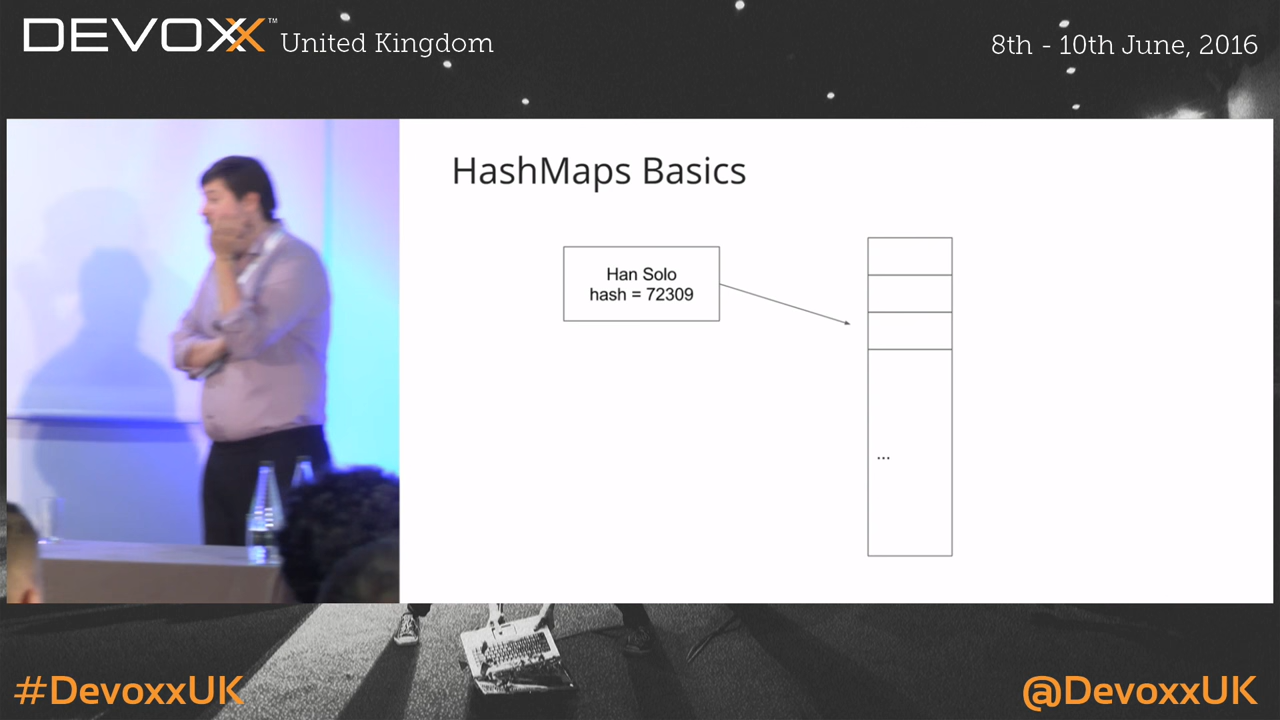 DEVOXX™ United Kingdom
8th - 10th June, 2016
HashMaps Basics
Han Solo
hash = 72309
...
#DevoxxUK
@DevoxxUK